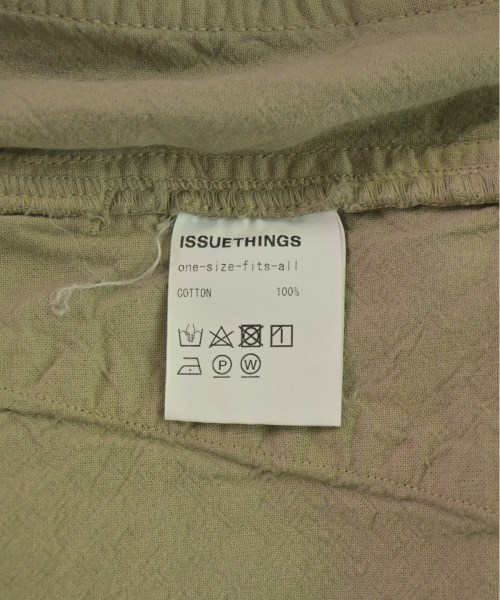 ISSUETHINGS
one-size-fits-all
COTTON 100%
P W